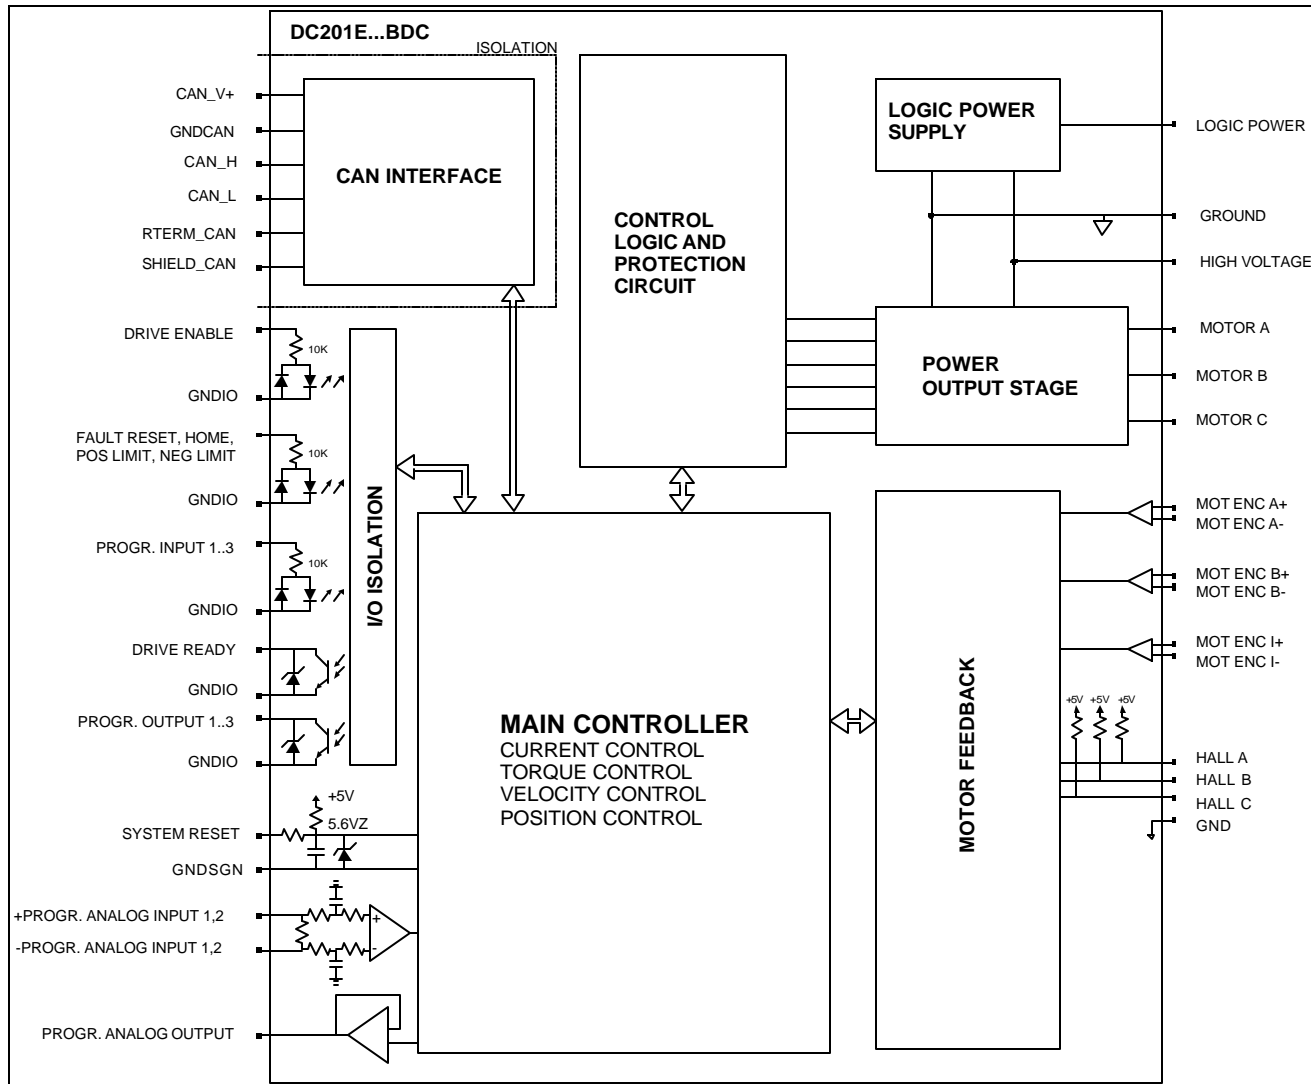 DC201E...BDC
ISOLATION
CAN_V+
GNDCAN
CAN_H
CAN_L
RTERM_CAN
SHIELD_CAN
CAN INTERFACE
CONTROL
LOGIC AND
PROTECTION
CIRCUIT
LOGIC POWER
SUPPLY
LOGIC POWER
GROUND
HIGH VOLTAGE
DRIVE ENABLE
10K
GNDIO
FAULT RESET, HOME,
POS LIMIT, NEG LIMIT
10K
GNDIO
PROGR. INPUT 1..3
10K
GNDIO
DRIVE READY
GNDIO
PROGR. OUTPUT 1..3
GNDIO
I/O ISOLATION
POWER
OUTPUT STAGE
MOTOR A
MOTOR B
MOTOR C
MOT ENC A+
MOT ENC A-
MOT ENC B+
MOT ENC B-
MOT ENC I+
MOT ENC I-
+5V +5V +5V
HALL A
HALL B
HALL C
GND
MOTOR FEEDBACK
MAIN CONTROLLER
CURRENT CONTROL
TORQUE CONTROL
VELOCITY CONTROL
POSITION CONTROL
+5V
5.6VZ
SYSTEM RESET
GNDSGN
+PROGR. ANALOG INPUT 1,2
+
-PROGR. ANALOG INPUT 1,2
-
PROGR. ANALOG OUTPUT